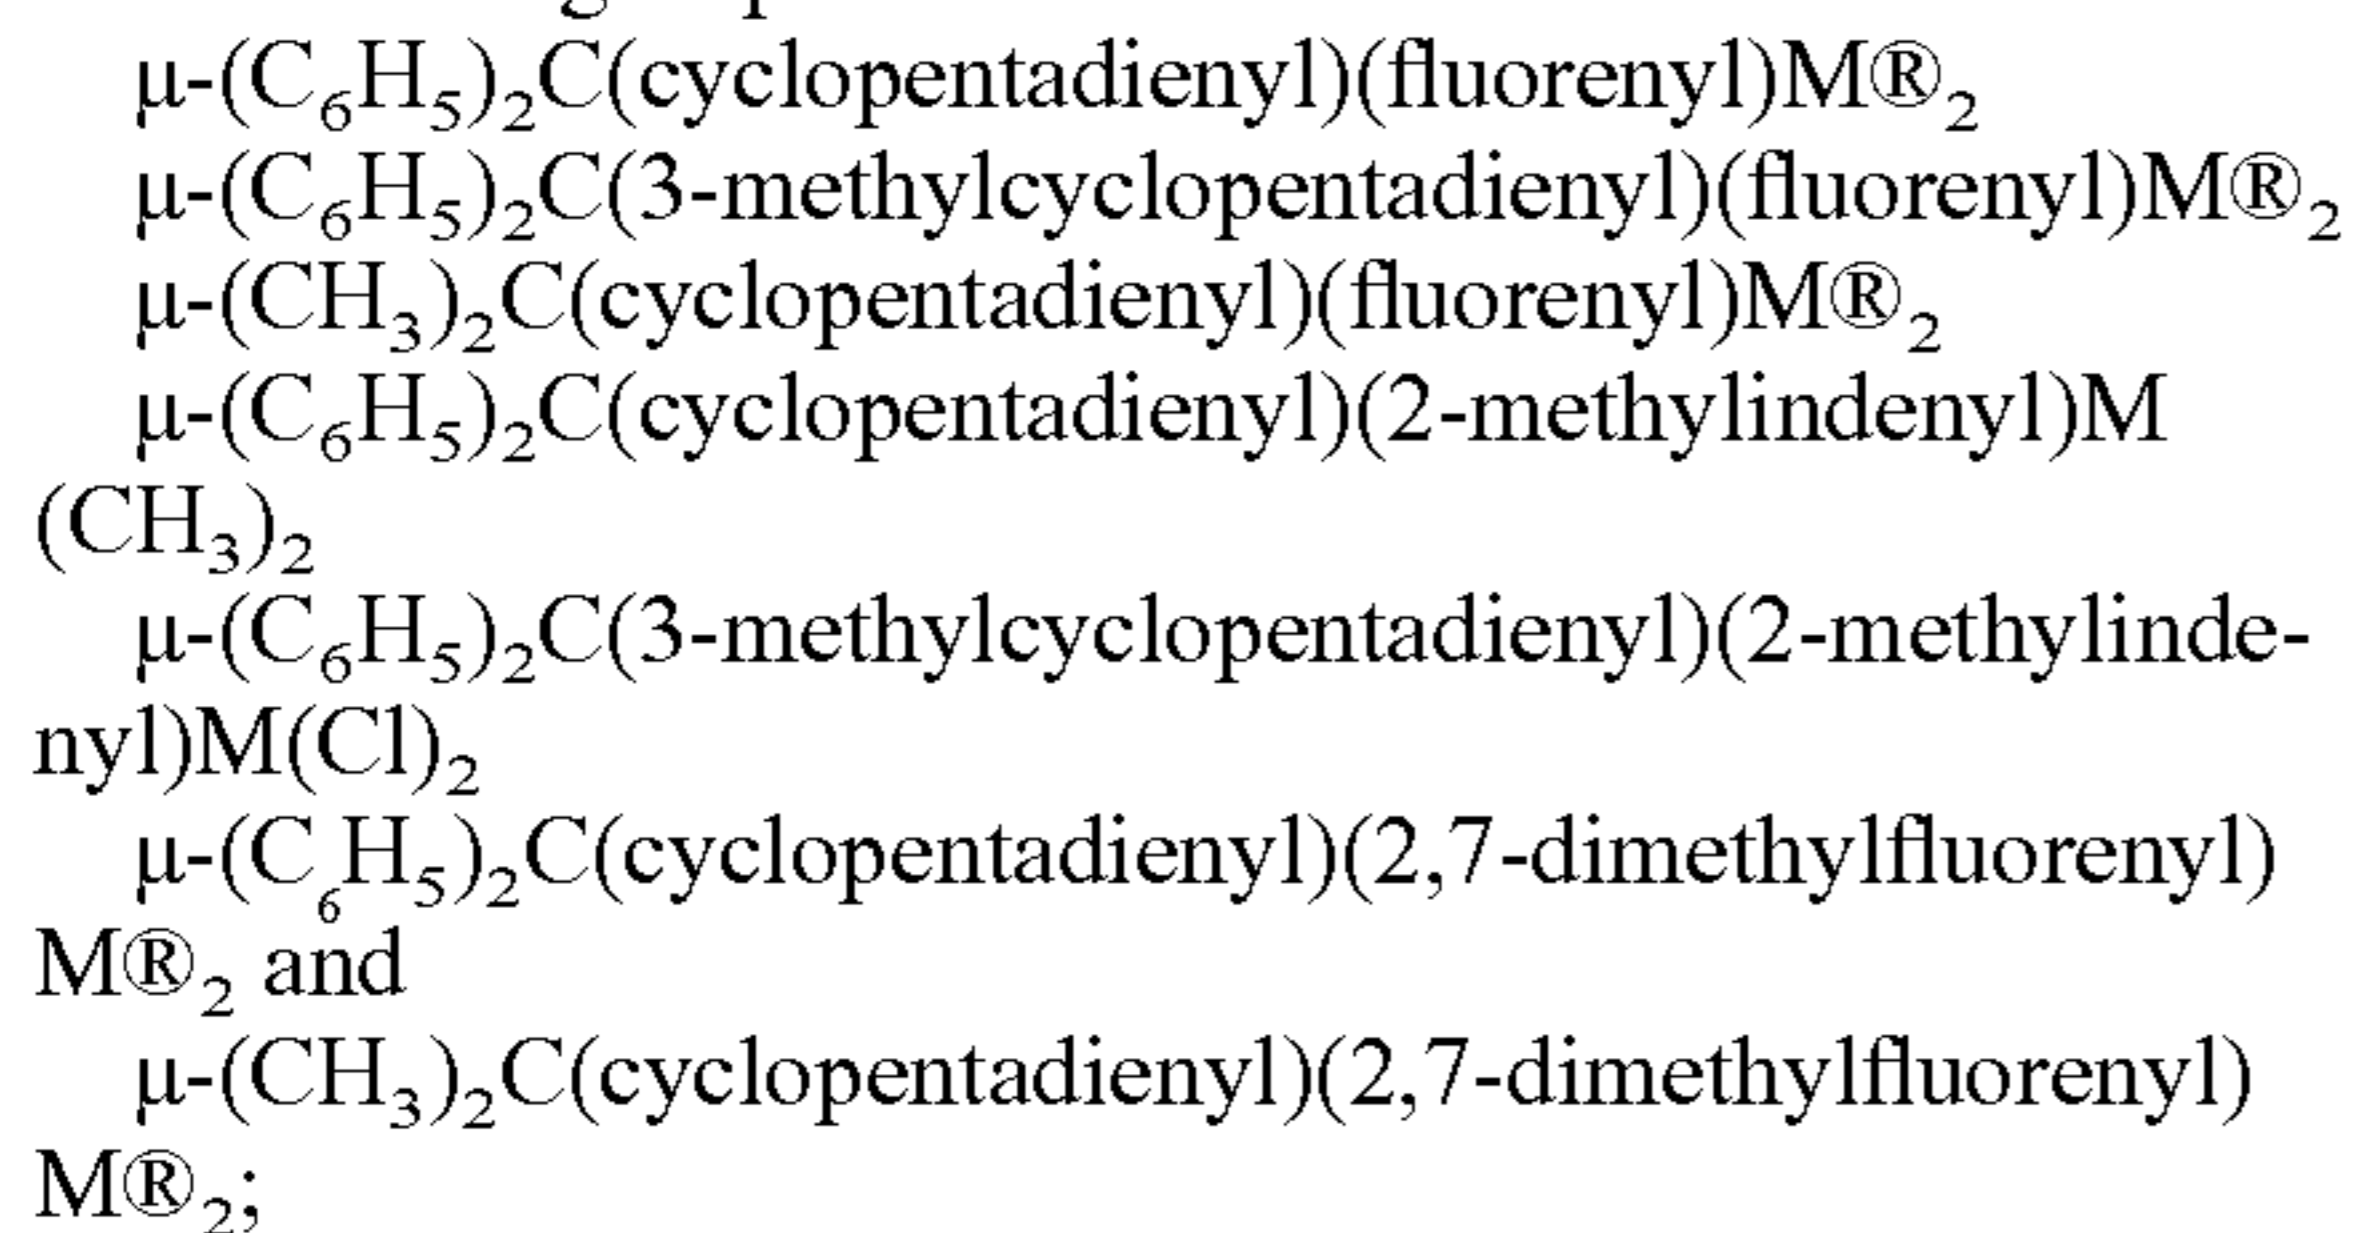 μ-(C₆H₅)₂C(cyclopentadienyl)(fluorenyl)M®₂
μ-(C₆H₅)₂C(3-methylcyclopentadienyl)(fluorenyl)M®₂
μ-(CH₃)₂C(cyclopentadienyl)(fluorenyl)M®₂
μ-(C₆H₅)₂C(cyclopentadienyl)(2-methylindenyl)M
(CH₃)₂
μ-(C₆H₅)₂C(3-methylcyclopentadienyl)(2-methylinde-
nyl)M(Cl)₂
μ-(C₆H₅)₂C(cyclopentadienyl)(2,7-dimethylfluorenyl)
M®₂ and
μ-(CH₃)₂C(cyclopentadienyl)(2,7-dimethylfluorenyl)
M®₂;